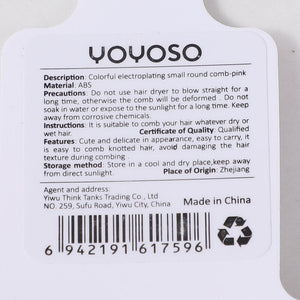 YOYOSO
Description: Colorful electroplating small round comb-pink
Material: ABS
Precautions: Do not use hair dryer to blow straight for a
long time, otherwise the comb will be deformed . Do not
soak in water or expose to the sunlight for a long time. Keep
away from corrosive chemicals.
Instructions: It is suitable to comb your hair whatever dry or
wet hair. Certificate of Quality: Qualified
Features: Cute and delicate in appearance, easy to carry, it
is easy to comb knotted hair, avoid damaging the hair
texture during combing .
Storage method: Store in a cool and dry place,keep away
from direct sunlight. Place of Origin: Zhejiang
Agent and address:
Yiwu Think Tanks Trading Co., Ltd
NO. 259, Sufu Road, Yiwu City, China
Made in China
6 942191 617596